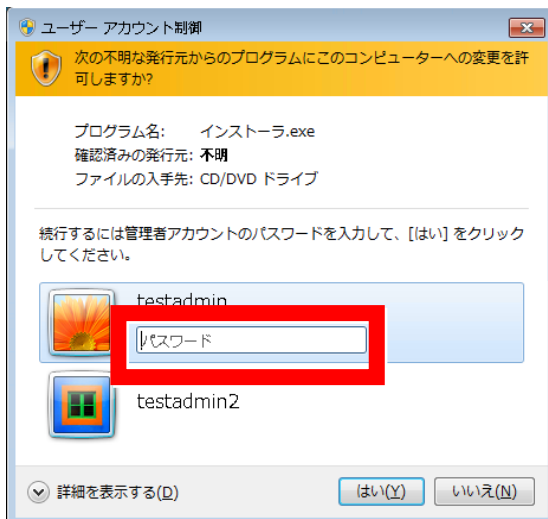 ユーザー アカウント制御
次の不明な発行元からのプログラムにこのコンピューターへの変更を許
可しますか?
プログラム名: インストーラ.exe
確認済みの発行元: 不明
ファイルの入手先: CD/DVD ドライブ
続行するには管理者アカウントのパスワードを入力して、[はい] をクリック
してください。
testadmin
パスワード
testadmin2
詳細を表示する(D)
はい(Y)
いいえ(N)